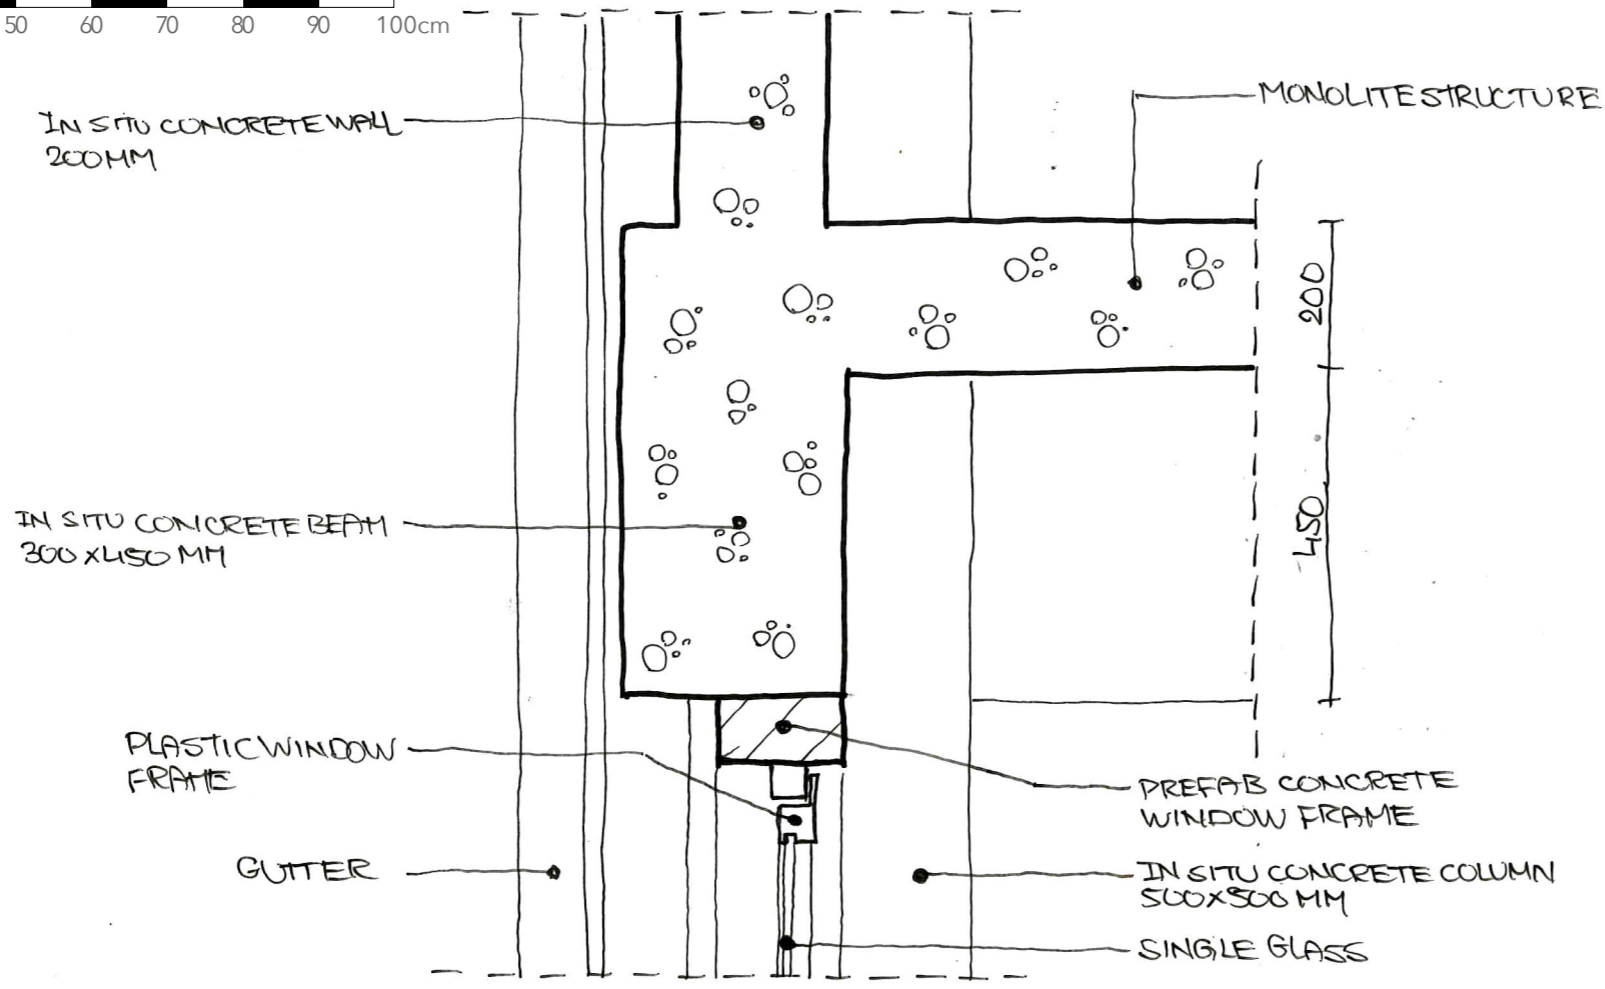 50 60 70 80 90 100cm
IN SITU CONCRETE WALL
200MM
MONOLITE STRUCTURE
200
IN SITU CONCRETE BEAM
300 X 450 MM
450
PLASTIC WINDOW
FRAME
PREFAB CONCRETE
WINDOW FRAME
GUTTER
IN SITU CONCRETE COLUMN
500X500 MM
SINGLE GLASS